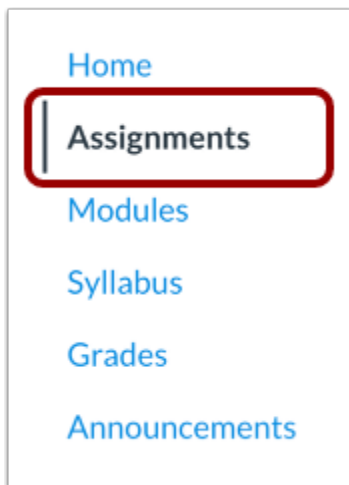 Home
Assignments
Modules
Syllabus
Grades
Announcements